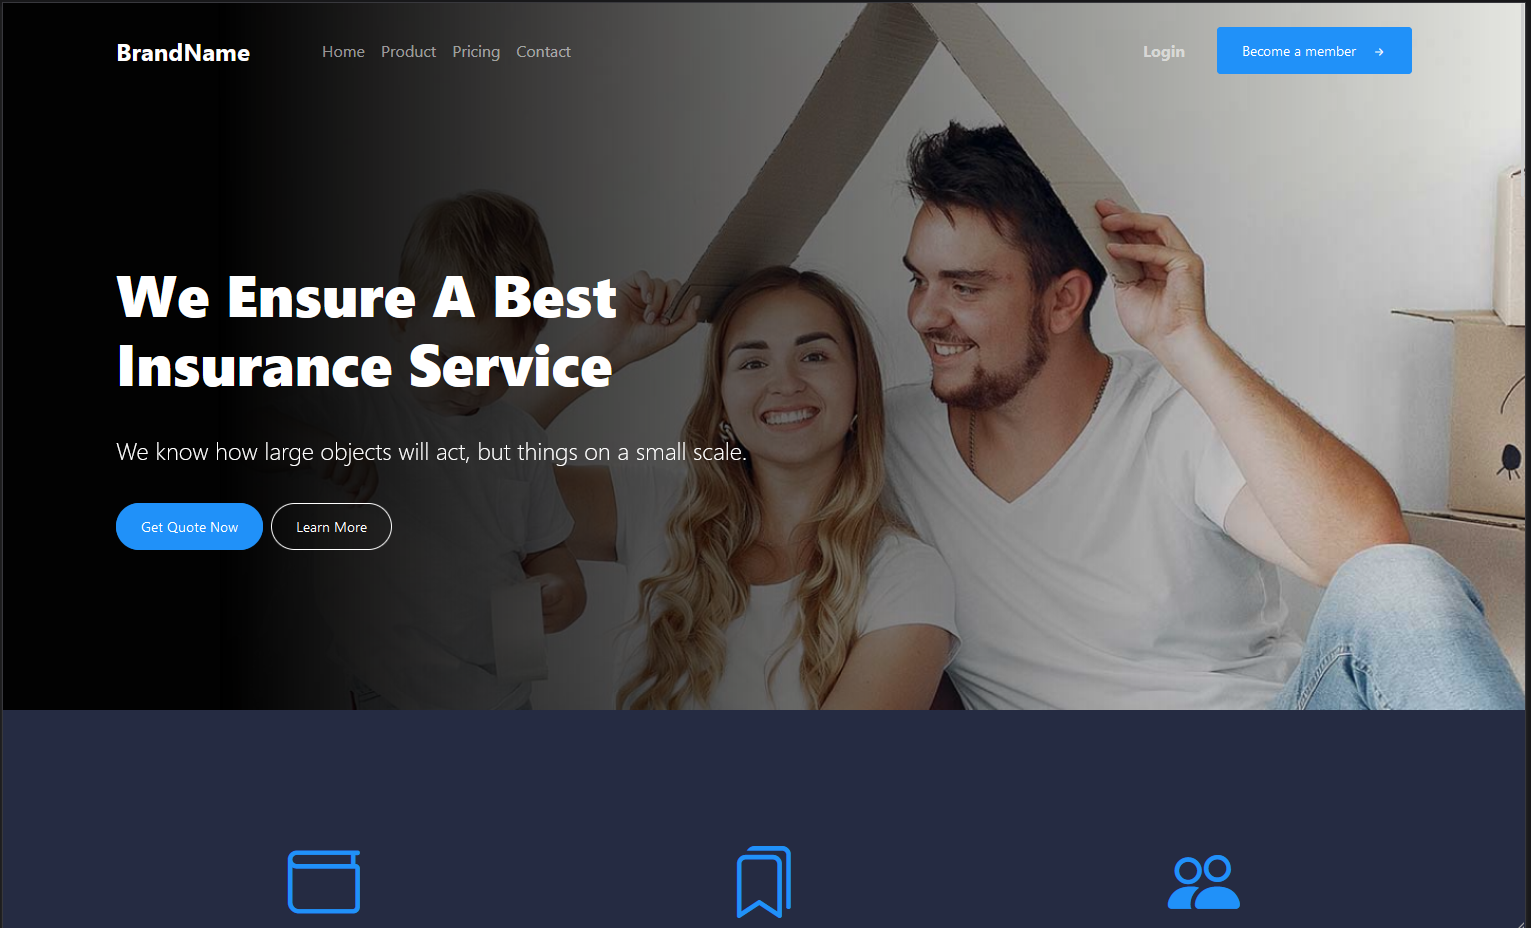 BrandName
Home Product Pricing Contact
Login
Become a member →
We Ensure A Best
Insurance Service
We know how large objects will act, but things on a small scale.
Get Quote Now
Learn More